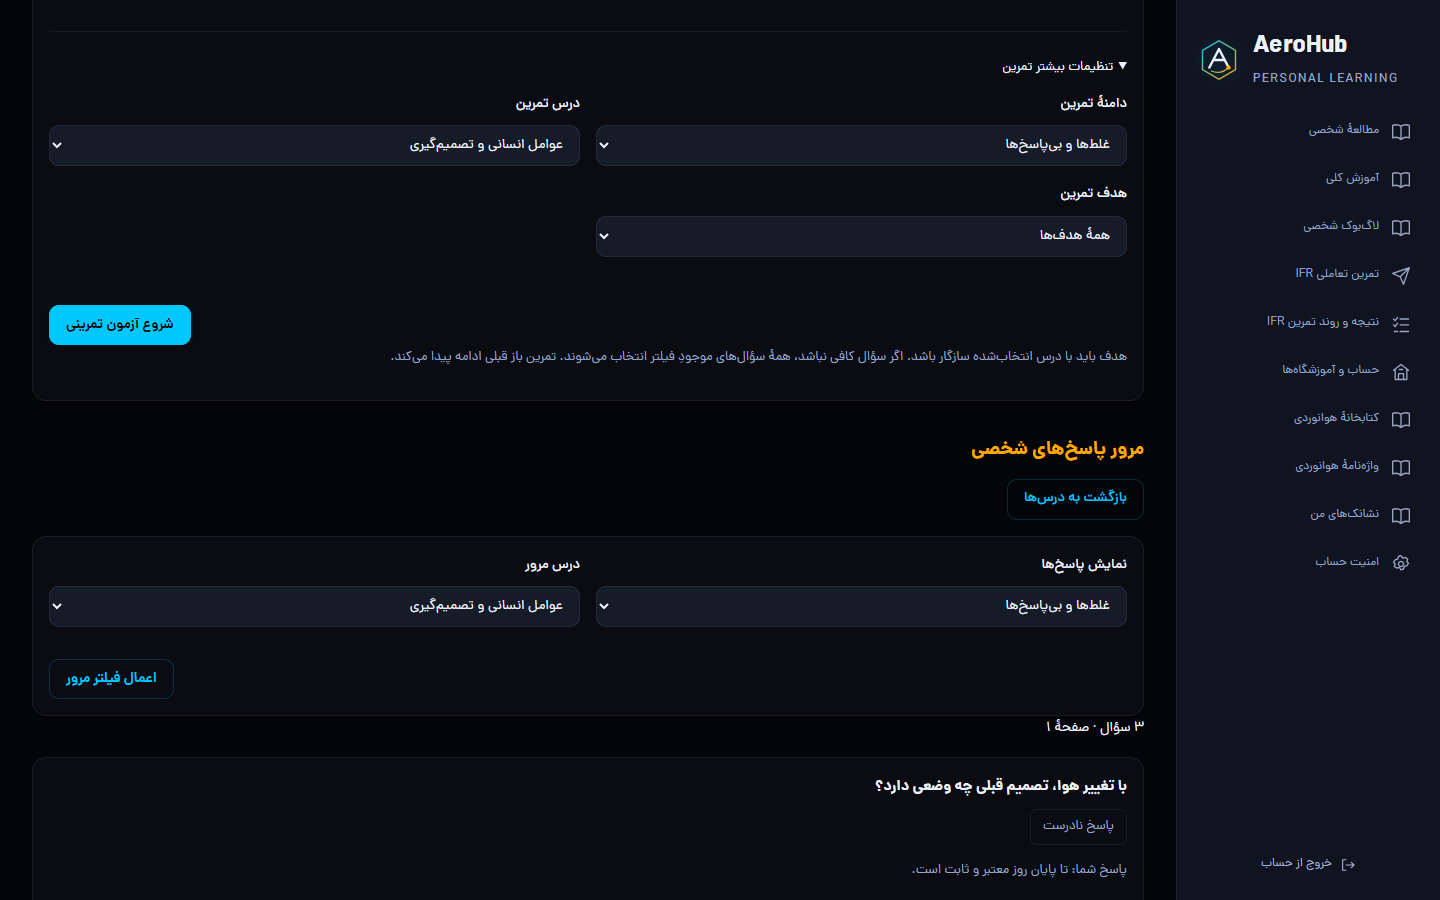 AeroHub
PERSONAL LEARNING
مطالعهٔ شخصی
آموزش کلی
لاگ‌بوک شخصی
تمرین تعاملی IFR
نتیجه و روند تمرین IFR
حساب و آموزشگاه‌ها
کتابخانهٔ هوانوردی
واژه‌نامهٔ هوانوردی
نشانک‌های من
امنیت حساب
خروج از حساب
تنظیمات بیشتر تمرین
دامنهٔ تمرین
غلط‌ها و بی‌پاسخ‌ها
درس تمرین
عوامل انسانی و تصمیم‌گیری
هدف تمرین
همهٔ هدف‌ها
شروع آزمون تمرینی
هدف باید با درس انتخاب‌شده سازگار باشد. اگر سؤال کافی نباشد، همهٔ سؤال‌های موجودِ فیلتر انتخاب می‌شوند. تمرین باز قبلی ادامه پیدا می‌کند.
مرور پاسخ‌های شخصی
بازگشت به درس‌ها
نمایش پاسخ‌ها
غلط‌ها و بی‌پاسخ‌ها
درس مرور
عوامل انسانی و تصمیم‌گیری
اعمال فیلتر مرور
۳ سؤال · صفحهٔ ۱
با تغییر هوا، تصمیم قبلی چه وضعی دارد؟
پاسخ نادرست
پاسخ شما: تا پایان روز معتبر و ثابت است.